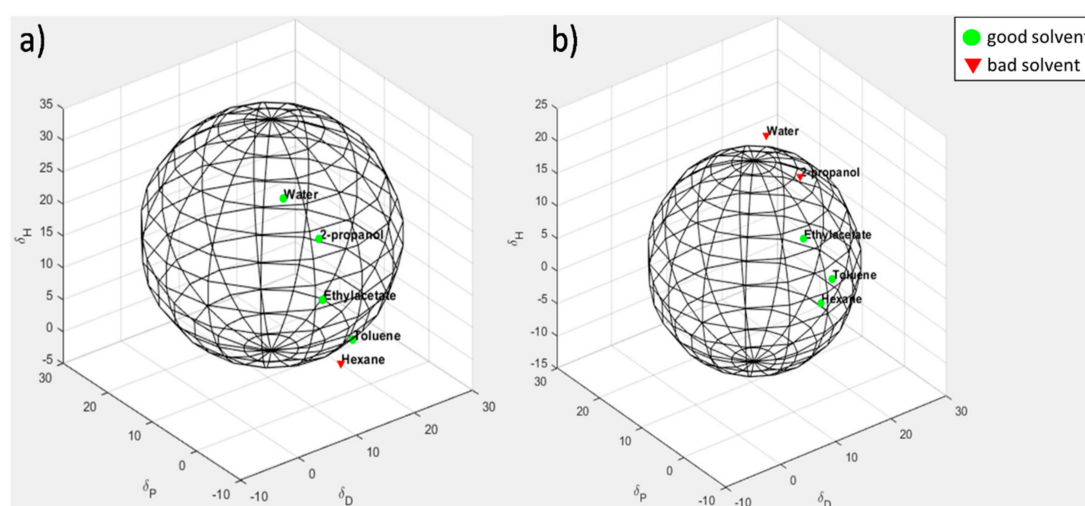 a)
35
30
25
20
15
10
5
0
-5
δH
30
20
10
0
-10
δP
-10
0
10
20
30
δD
Water
2-propanol
Ethylacetate
Toluene
Hexane
b)
25
20
15
10
5
0
-5
-10
-15
δH
30
20
10
0
-10
δP
-10
0
10
20
30
δD
Water
2-propanol
Ethylacetate
Toluene
Hexane
good solvent
bad solvent